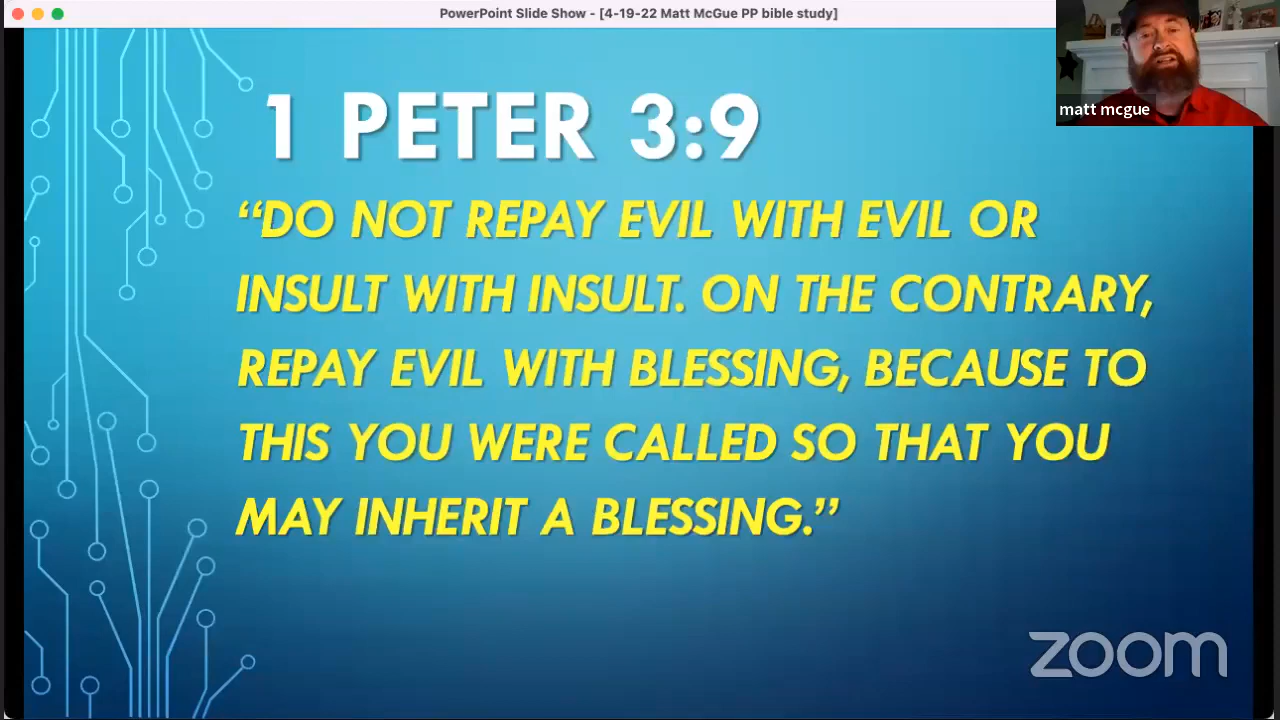 PowerPoint Slide Show - [4-19-22 Matt McGue PP bible study]
matt mcgue
1 PETER 3:9
“DO NOT REPAY EVIL WITH EVIL OR
INSULT WITH INSULT. ON THE CONTRARY,
REPAY EVIL WITH BLESSING, BECAUSE TO
THIS YOU WERE CALLED SO THAT YOU
MAY INHERIT A BLESSING.”
zoom